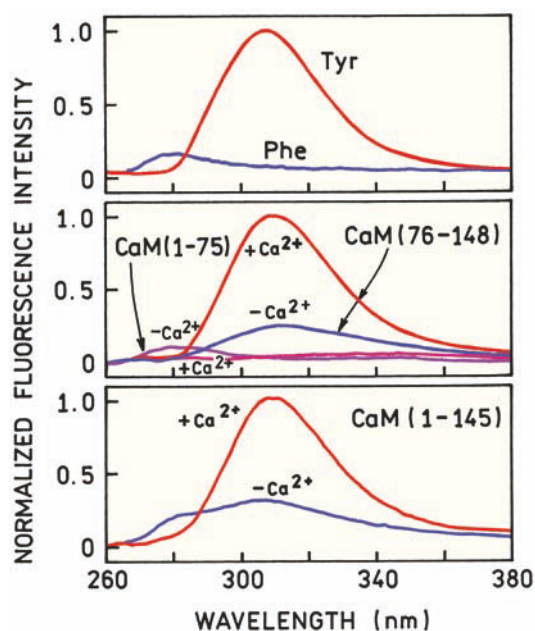 NORMALIZED FLUORESCENCE INTENSITY
1.0
0.5
0
Tyr
Phe
1.0
0.5
0
CaM(1-75)
+Ca²⁺
CaM(76-148)
-Ca²⁺
-Ca²⁺
+Ca²⁺
1.0
0.5
0
+Ca²⁺
CaM(1-145)
-Ca²⁺
260 300 340 380
WAVELENGTH (nm)